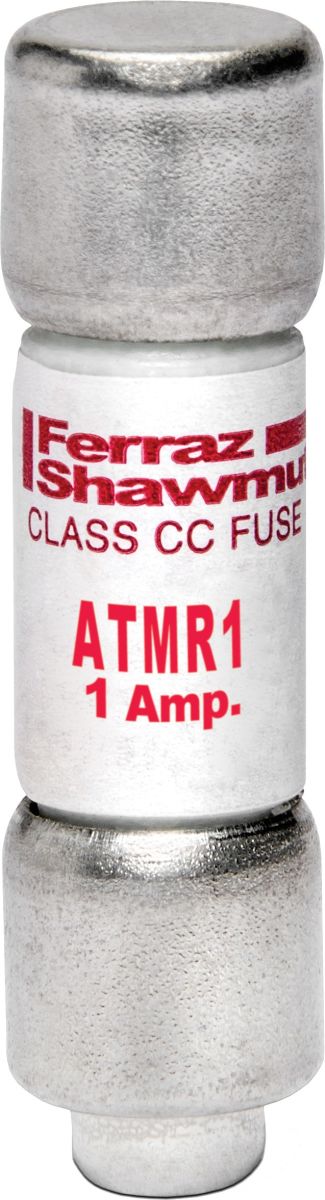 Ferraz
Shawmut
CLASS CC FUSE
ATMR1
1 Amp.